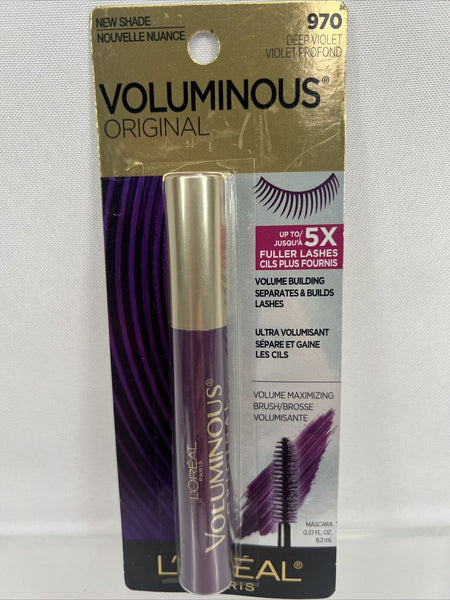 NEW SHADE
NOUVELLE NUANCE
970
DEEP VIOLET
VIOLET PROFOND
VOLUMINOUS®
ORIGINAL
UP TO/
JUSQU'À
5X
FULLER LASHES
CILS PLUS FOURNIS
VOLUME BUILDING
SEPARATES & BUILDS
LASHES
ULTRA VOLUMISANT
SÉPARE ET GAINE
LES CILS
VOLUME MAXIMIZING
BRUSH/BROSSE
VOLUMISANTE
MASCARA
0.27 FL. OZ.
8.2 mL
L'ORÉAL
PARIS
VOLUMINOUS®
L'ORÉAL
PARIS